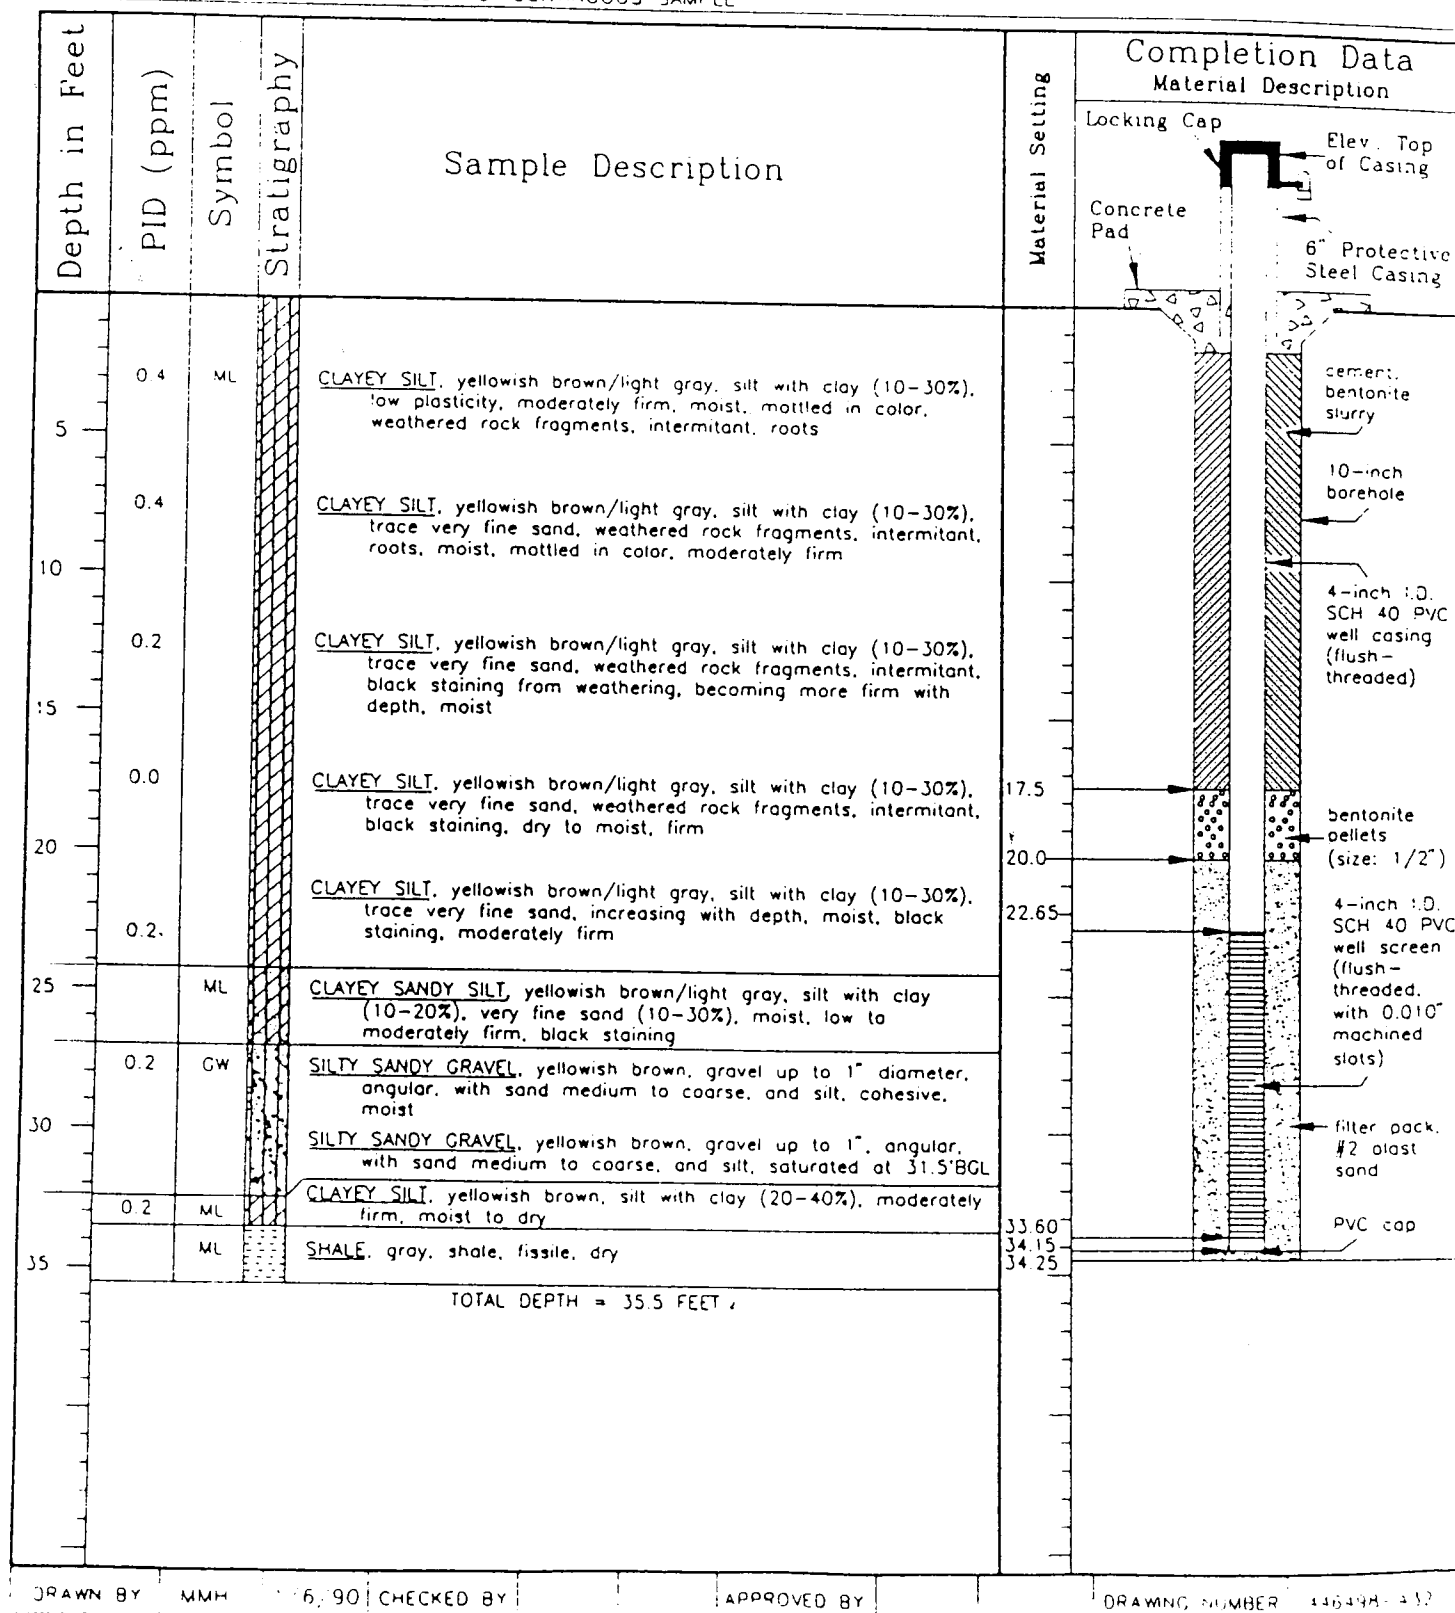 SAMPLE
Depth in Feet
PID (ppm)
Symbol
Stratigraphy
Sample Description
Material Setting
Completion Data
Material Description
Locking Cap
Elev. Top
of Casing
Concrete
Pad
6" Protective
Steel Casing
0.4 ML CLAYEY SILT, yellowish brown/light gray, silt with clay (10-30%),
low plasticity, moderately firm, moist, mottled in color,
weathered rock fragments, intermitant, roots
5
cement,
bentonite
slurry
0.4 CLAYEY SILT, yellowish brown/light gray, silt with clay (10-30%),
trace very fine sand, weathered rock fragments, intermitant,
roots, moist, mottled in color, moderately firm
10
10-inch
borehole
0.2 CLAYEY SILT, yellowish brown/light gray, silt with clay (10-30%),
trace very fine sand, weathered rock fragments, intermitant,
black staining from weathering, becoming more firm with
depth, moist
15
4-inch I.D.
SCH 40 PVC
well casing
(flush-
threaded)
0.0 CLAYEY SILT, yellowish brown/light gray, silt with clay (10-30%),
trace very fine sand, weathered rock fragments, intermitant,
black staining, dry to moist, firm
17.5
20
20.0
bentonite
pellets
(size: 1/2")
CLAYEY SILT, yellowish brown/light gray, silt with clay (10-30%),
trace very fine sand, increasing with depth, moist, black
0.2 staining, moderately firm
22.65
4-inch I.D.
SCH 40 PVC
well screen
(flush-
threaded,
with 0.010"
machined
slots)
25
ML CLAYEY SANDY SILT, yellowish brown/light gray, silt with clay
(10-20%), very fine sand (10-30%), moist, low to
moderately firm, black staining
0.2 GW SILTY SANDY GRAVEL, yellowish brown, gravel up to 1" diameter,
angular, with sand medium to coarse, and silt, cohesive,
moist
30
SILTY SANDY GRAVEL, yellowish brown, gravel up to 1", angular,
with sand medium to coarse, and silt, saturated at 31.5'BGL
filter pack,
#2 blast
sand
0.2 ML CLAYEY SILT, yellowish brown, silt with clay (20-40%), moderately
firm, moist to dry
33.60
PVC cap
ML SHALE, gray, shale, fissile, dry
34.15
34.25
35
TOTAL DEPTH = 35.5 FEET
DRAWN BY MMH 6/90 CHECKED BY APPROVED BY DRAWING NUMBER